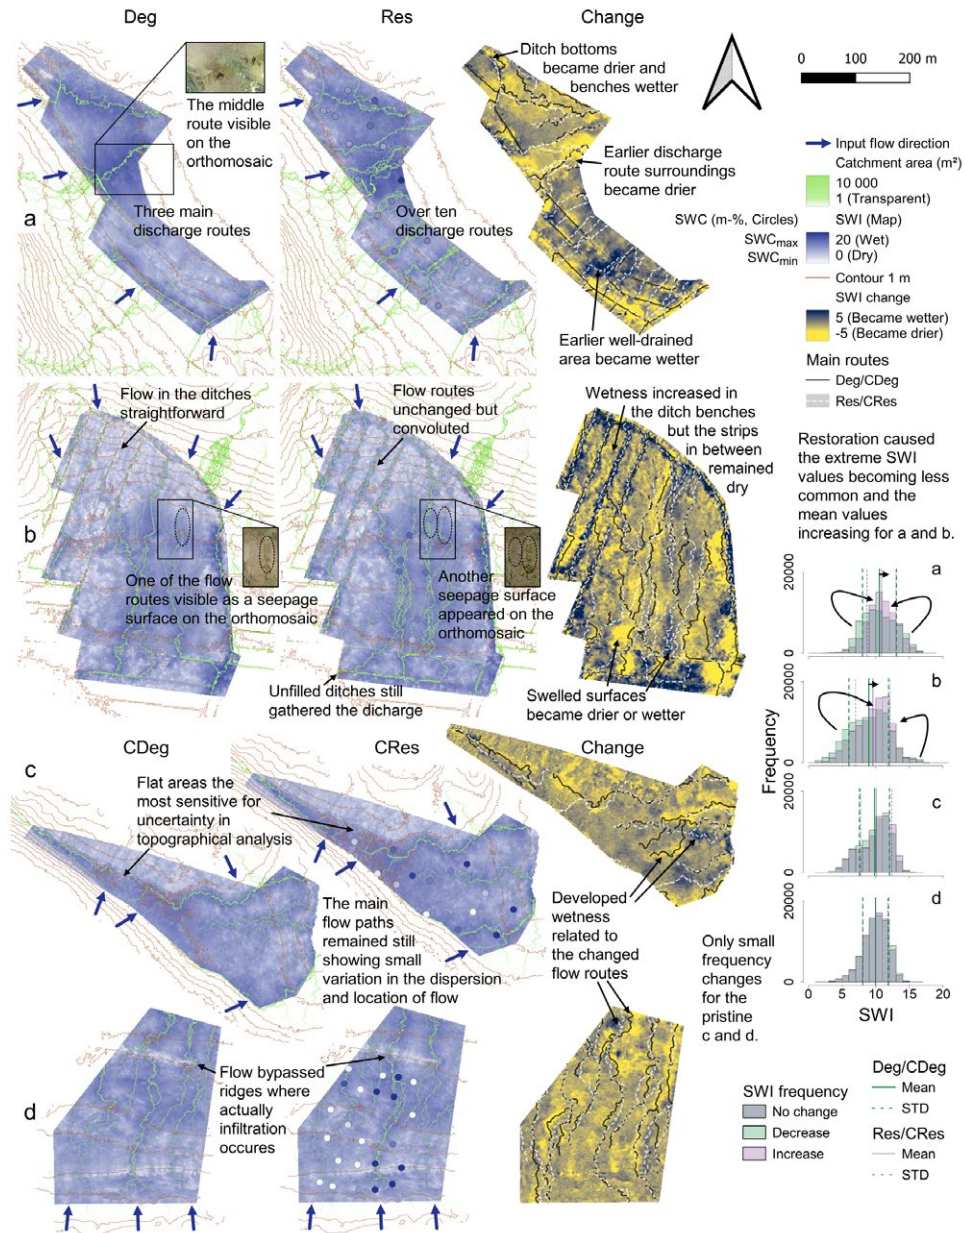 Deg
Res
Change
Ditch bottoms
became drier and
benches wetter
The middle
route visible
on the
orthomosaic
Earlier discharge
route surroundings
became drier
Three main
discharge routes
Over ten
discharge routes
a
SWC (m-%, Circles)
SWCmax
SWCmin
Earlier well-drained
area became wetter
0
100
200 m
Input flow direction
Catchment area (m²)
10 000
1 (Transparent)
SWI (Map)
20 (Wet)
0 (Dry)
Contour 1 m
SWI change
5 (Became wetter)
-5 (Became drier)
Main routes
Deg/CDeg
Res/CRes
Flow in the ditches
straightforward
Flow routes
unchanged but
convoluted
Wetness increased in
the ditch benches
but the strips
in between
remained
dry
b
One of the flow
routes visible as a seepage
surface on the orthomosaic
Another
seepage surface
appeared on the
orthomosaic
Unfilled ditches still
gathered the dicharge
Swelled surfaces
became drier or wetter
Restoration caused
the extreme SWI
values becoming less
common and the
mean values
increasing for a and b.
CDeg
CRes
Change
c
Flat areas the
most sensitive for
uncertainty in
topographical analysis
The main
flow paths
remained still
showing small
variation in the dispersion
and location of flow
Developed
wetness
related to
the changed
flow routes
Only small
frequency
changes
for the
pristine
c and d.
d
Flow bypassed
ridges where
actually
infiltration
occures
Frequency
a
20000
0
b
20000
0
c
20000
0
d
20000
0
0
5
10
15
20
SWI
SWI frequency
No change
Decrease
Increase
Deg/CDeg
Mean
STD
Res/CRes
Mean
STD